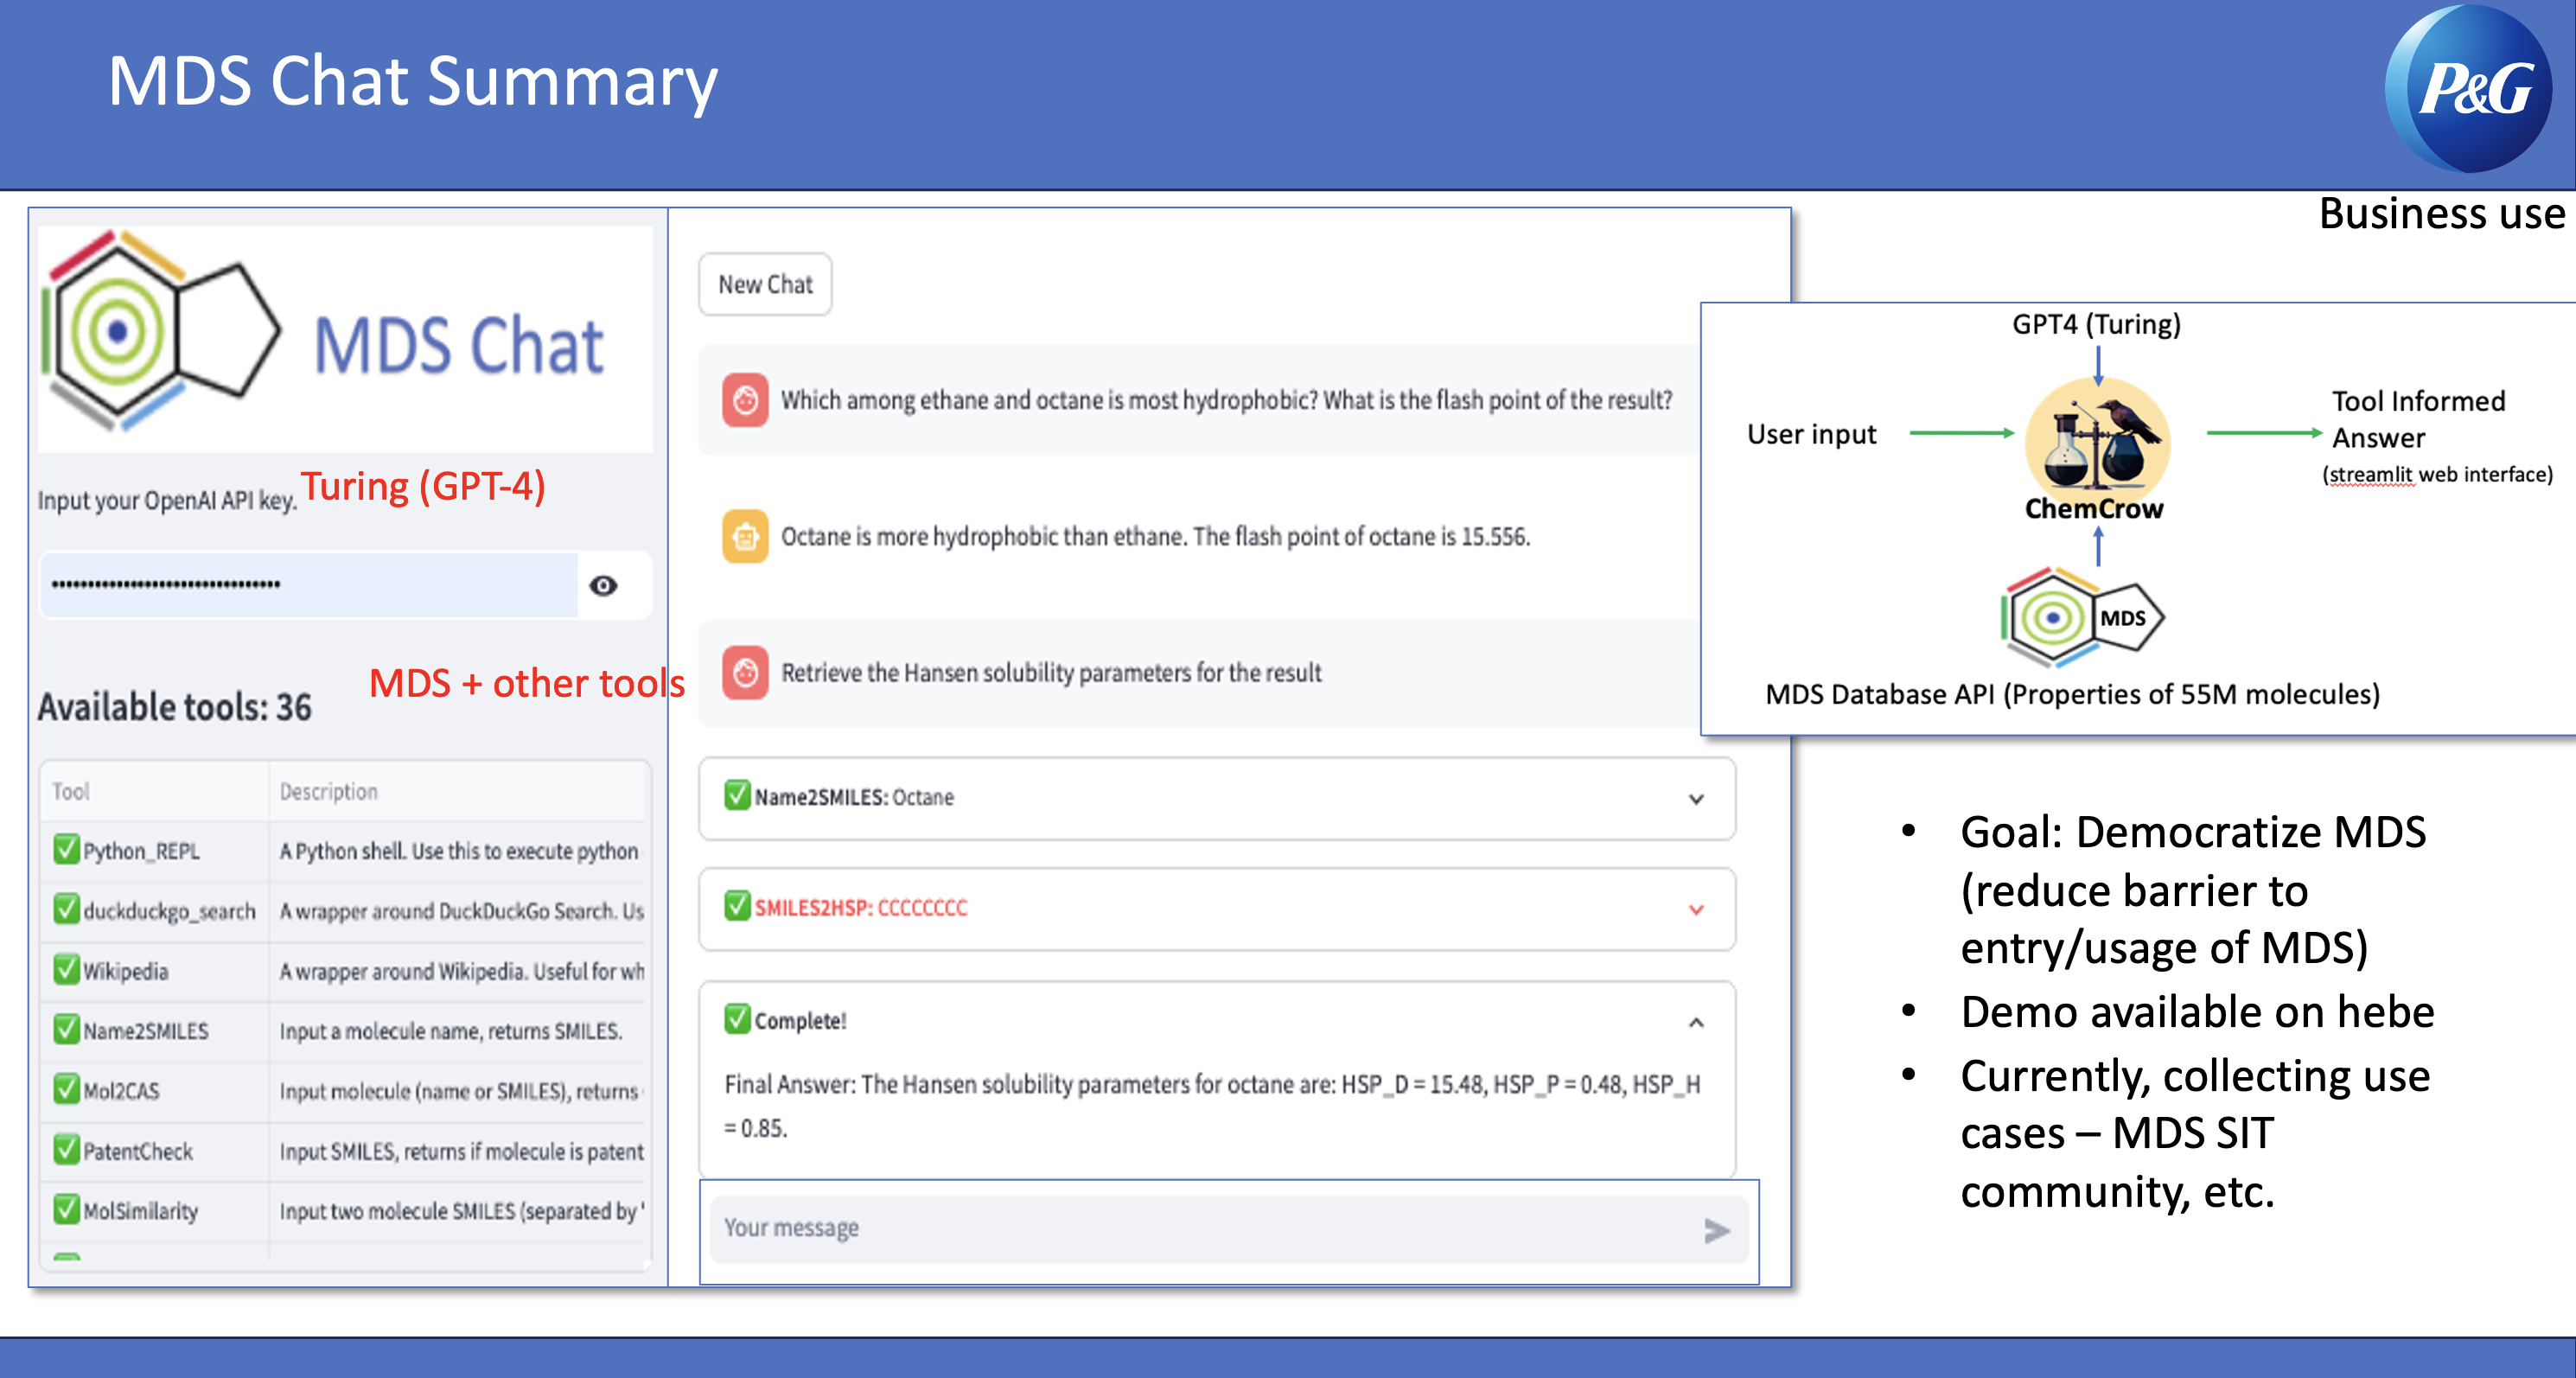 MDS Chat Summary
P&G
Business use
MDS Chat
Input your OpenAI API key.
Turing (GPT-4)
••••••••••••••••••••••••••••••••
Available tools: 36
MDS + other tools
Tool Description
✅ Python_REPL A Python shell. Use this to execute python
✅ duckduckgo_search A wrapper around DuckDuckGo Search. Us
✅ Wikipedia A wrapper around Wikipedia. Useful for wh
✅ Name2SMILES Input a molecule name, returns SMILES.
✅ Mol2CAS Input molecule (name or SMILES), returns
✅ PatentCheck Input SMILES, returns if molecule is patent
✅ MolSimilarity Input two molecule SMILES (separated by '
New Chat
Which among ethane and octane is most hydrophobic? What is the flash point of the result?
Octane is more hydrophobic than ethane. The flash point of octane is 15.556.
Retrieve the Hansen solubility parameters for the result
✅ Name2SMILES: Octane
✅ SMILES2HSP: CCCCCCCC
✅ Complete!
Final Answer: The Hansen solubility parameters for octane are: HSP_D = 15.48, HSP_P = 0.48, HSP_H
= 0.85.
Your message
GPT4 (Turing)
User input
ChemCrow
Tool Informed
Answer
(streamlit web interface)
MDS
MDS Database API (Properties of 55M molecules)
• Goal: Democratize MDS
(reduce barrier to
entry/usage of MDS)
• Demo available on hebe
• Currently, collecting use
cases – MDS SIT
community, etc.